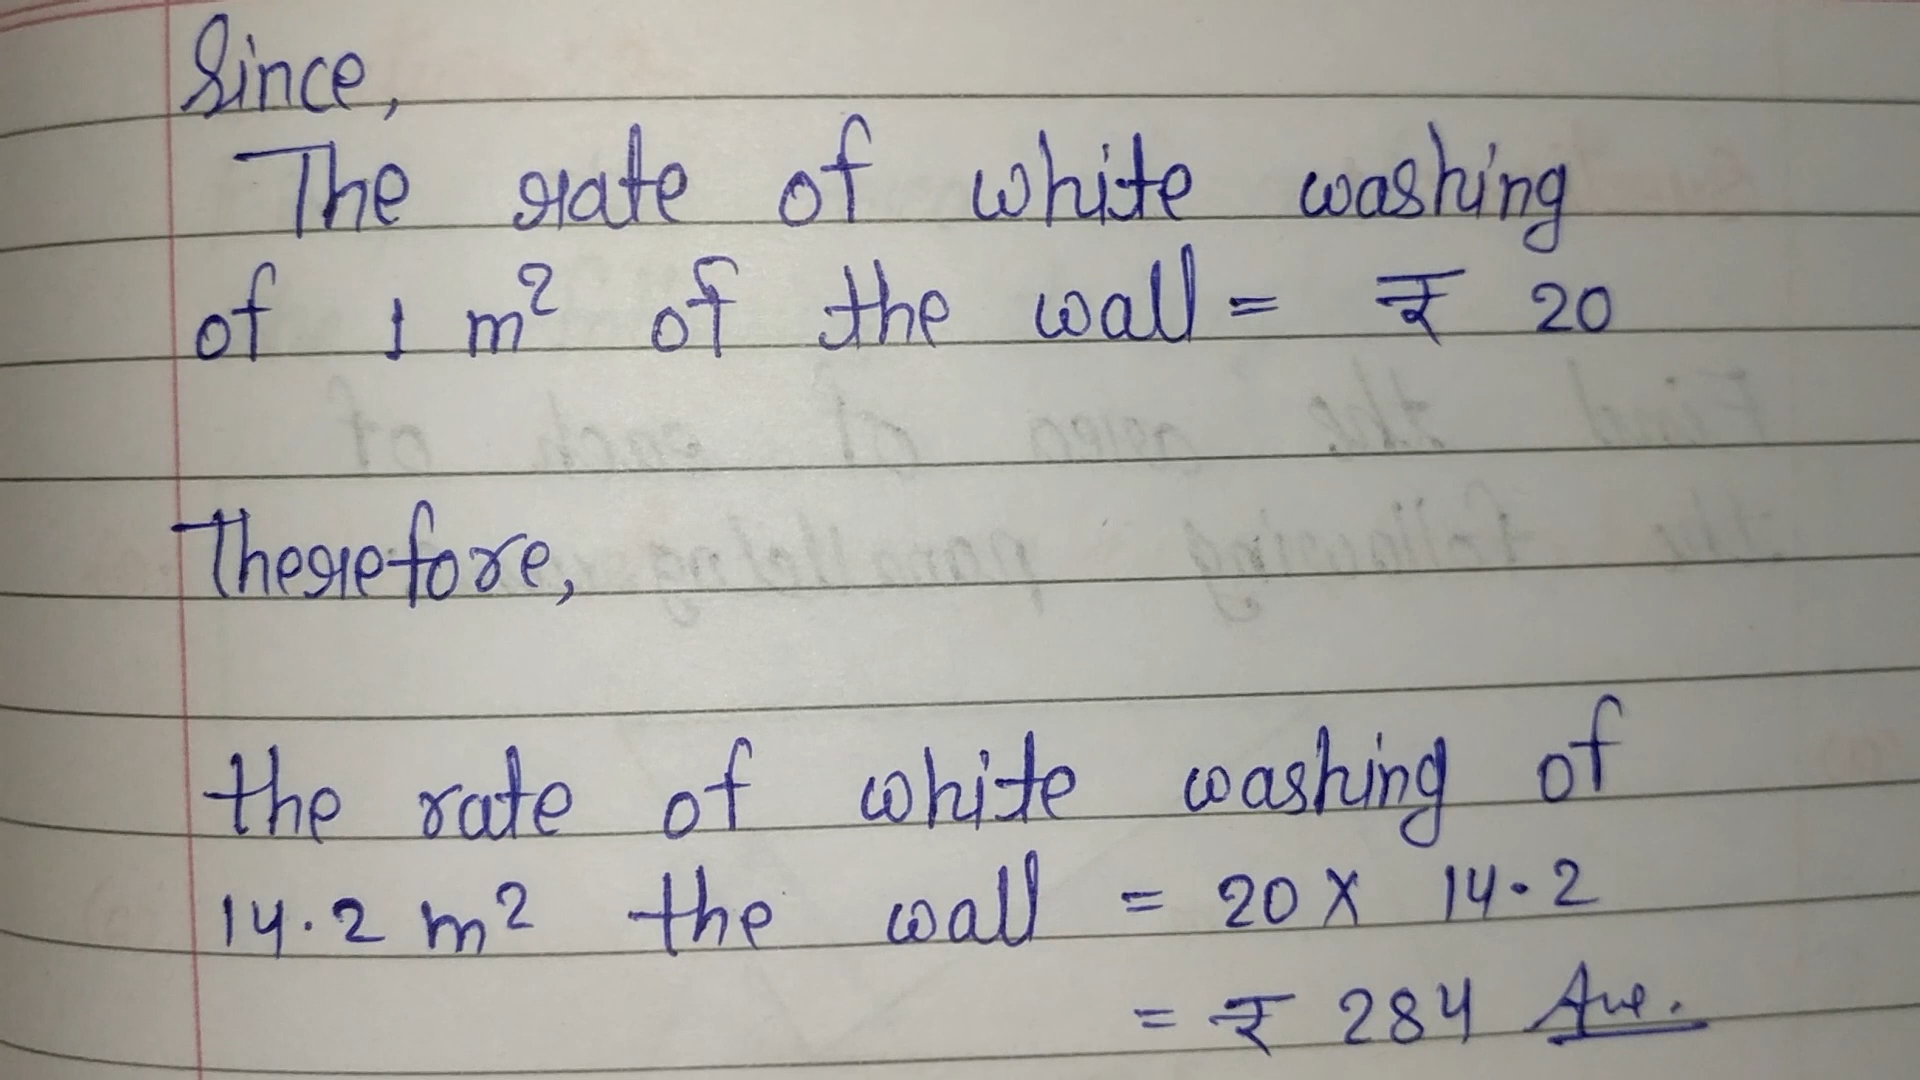 Since,
The rate of white washing
of 1 m² of the wall = ₹ 20
Therefore,
the rate of white washing of
14.2 m² the wall = 20 × 14.2
= ₹ 284 Ans.